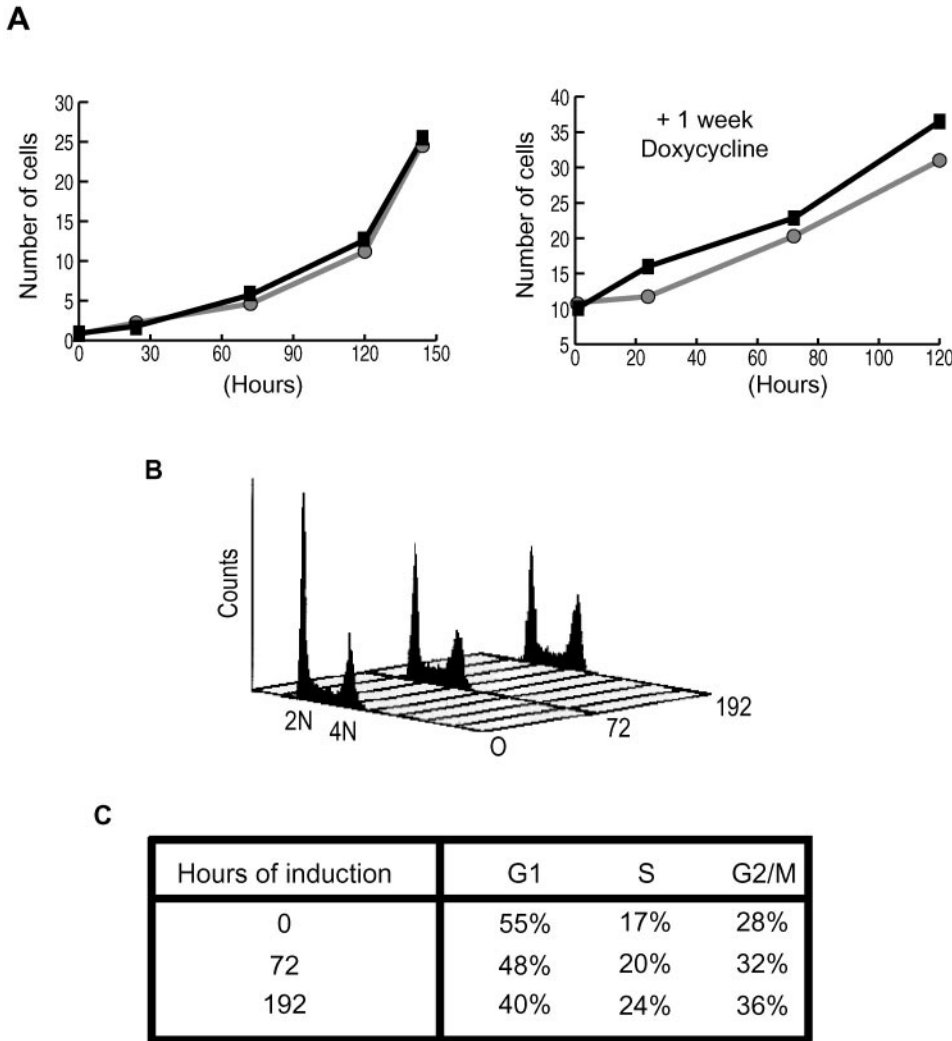 A
30
25
20
15
10
5
0
Number of cells
0 30 60 90 120 150
(Hours)
40
35
30
25
20
15
10
5
Number of cells
+ 1 week
Doxycycline
0 20 40 60 80 100 120
(Hours)
B
Counts
2N
4N
O
72
192
C
Hours of induction G1 S G2/M
0 55% 17% 28%
72 48% 20% 32%
192 40% 24% 36%